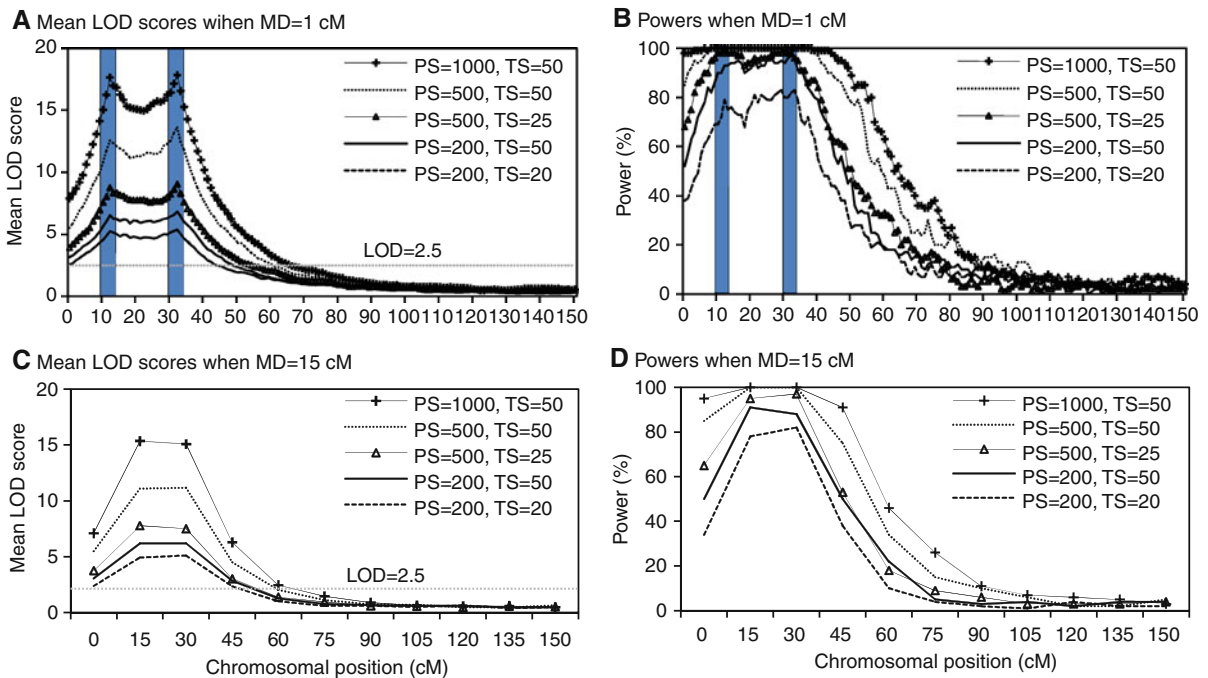 A Mean LOD scores wihen MD=1 cM
Mean LOD score
20
15
10
5
0
PS=1000, TS=50
PS=500, TS=50
PS=500, TS=25
PS=200, TS=50
PS=200, TS=20
LOD=2.5
0 10 20 30 40 50 60 70 80 90 100 110 120 130 140 150
B Powers when MD=1 cM
Power (%)
100
80
60
40
20
0
PS=1000, TS=50
PS=500, TS=50
PS=500, TS=25
PS=200, TS=50
PS=200, TS=20
0 10 20 30 40 50 60 70 80 90 100 110 120 130 140 150
C Mean LOD scores when MD=15 cM
Mean LOD score
20
15
10
5
0
PS=1000, TS=50
PS=500, TS=50
PS=500, TS=25
PS=200, TS=50
PS=200, TS=20
LOD=2.5
0 15 30 45 60 75 90 105 120 135 150
Chromosomal position (cM)
D Powers when MD=15 cM
Power (%)
100
80
60
40
20
0
PS=1000, TS=50
PS=500, TS=50
PS=500, TS=25
PS=200, TS=50
PS=200, TS=20
0 15 30 45 60 75 90 105 120 135 150
Chromosomal position (cM)